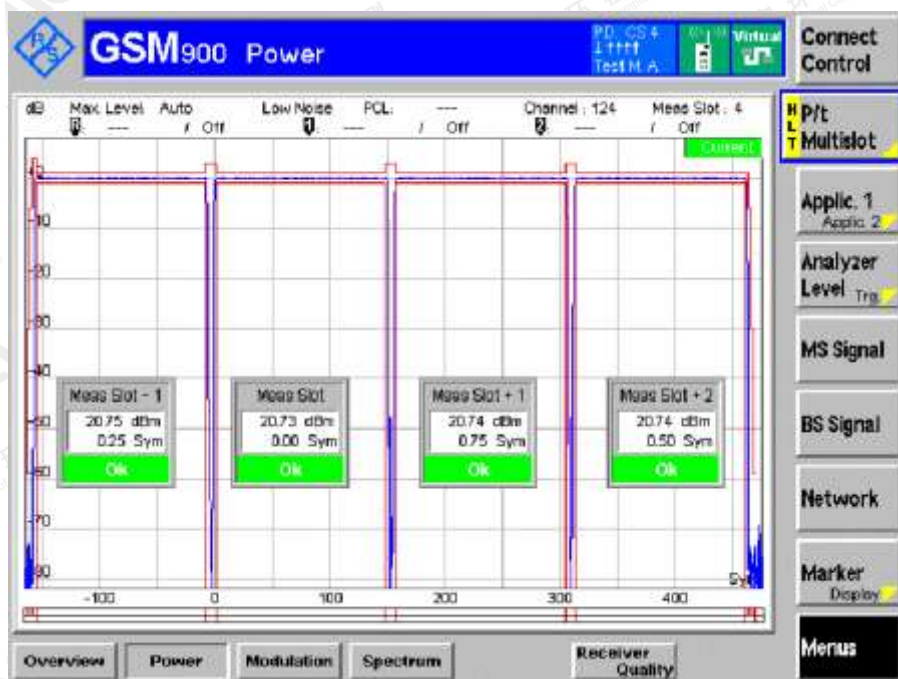 R&S
GSM900 Power
PD: CS 4
Test M. A
Virtual
Connect
Control
dB Max. Level: Auto Low Noise PCL: --- Channel : 124 Meas Slot : 4
0 --- / Off 1 --- / Off 2 --- / Off
Current
HLT
P/t
Multislot
Applic. 1
Applic. 2
Analyzer
Level Trg.
MS Signal
BS Signal
Network
Marker
Display
Menus
-10
-20
-30
-40
-50
-60
-70
-80
Meas Slot - 1
20.75 dBm
0.25 Sym
Ok
Meas Slot
20.73 dBm
0.00 Sym
Ok
Meas Slot + 1
20.74 dBm
0.75 Sym
Ok
Meas Slot + 2
20.74 dBm
0.50 Sym
Ok
-100 0 100 200 300 400
Overview Power Modulation Spectrum Receiver
Quality